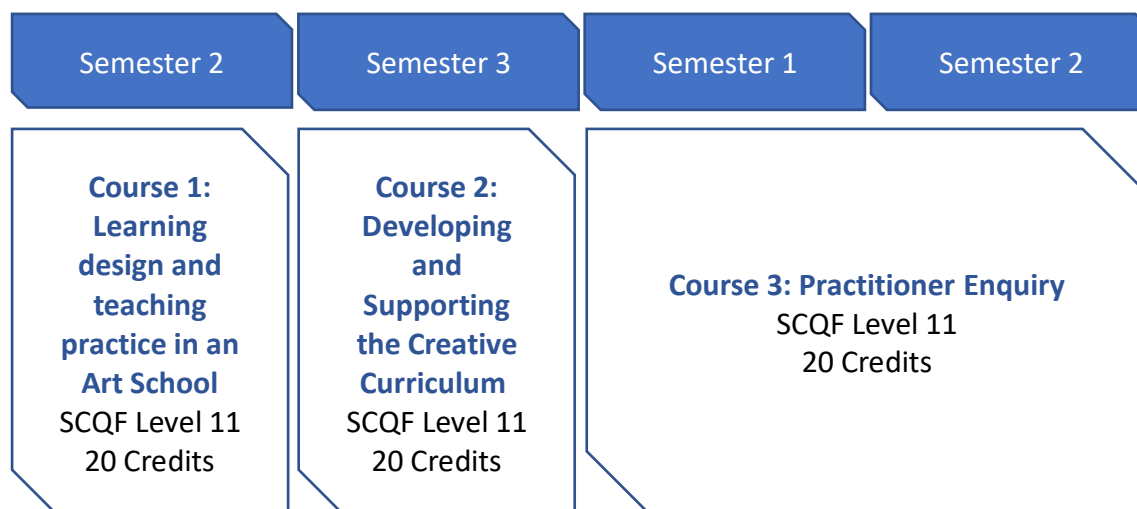 Semester 2
Semester 3
Semester 1
Semester 2
Course 1:
Learning
design and
teaching
practice in an
Art School
SCQF Level 11
20 Credits
Course 2:
Developing
and
Supporting
the Creative
Curriculum
SCQF Level 11
20 Credits
Course 3: Practitioner Enquiry
SCQF Level 11
20 Credits